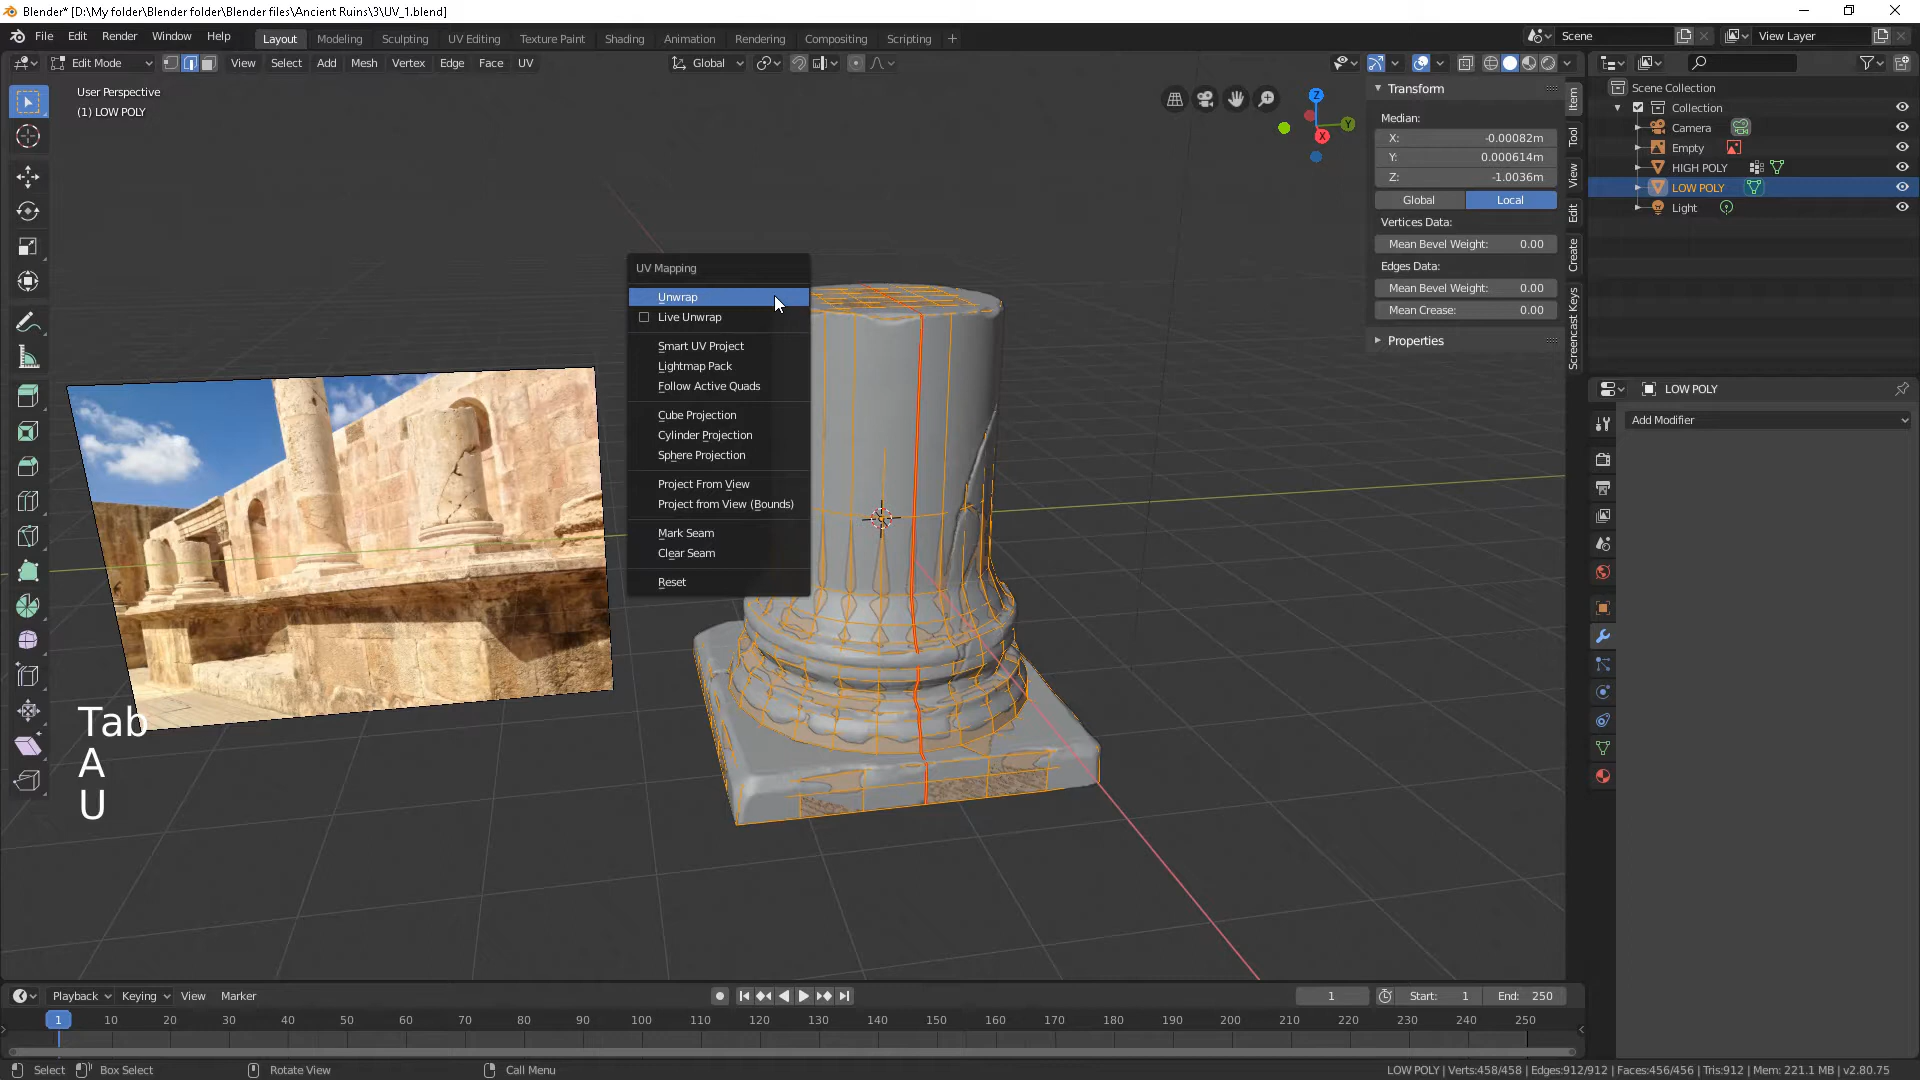 Blender* [D:\My folder\Blender folder\Blender files\Ancient Ruins\3\UV_1.blend]
File Edit Render Window Help
Layout Modeling Sculpting UV Editing Texture Paint Shading Animation Rendering Compositing Scripting +
Scene
View Layer
Edit Mode
View Select Add Mesh Vertex Edge Face UV
Global
User Perspective
(1) LOW POLY
Z
Y
X
Transform
Median:
X: -0.00082m
Y: 0.000614m
Z: -1.0036m
Global Local
Vertices Data:
Mean Bevel Weight: 0.00
Edges Data:
Mean Bevel Weight: 0.00
Mean Crease: 0.00
Properties
Item
Tool
View
Edit
Create
Screencast Keys
Scene Collection
Collection
Camera
Empty
HIGH POLY
LOW POLY
Light
LOW POLY
Add Modifier
UV Mapping
Unwrap
Live Unwrap
Smart UV Project
Lightmap Pack
Follow Active Quads
Cube Projection
Cylinder Projection
Sphere Projection
Project From View
Project from View (Bounds)
Mark Seam
Clear Seam
Reset
Tab
A
U
Playback Keying View Marker
1
Start: 1
End: 250
1 10 20 30 40 50 60 70 80 90 100 110 120 130 140 150 160 170 180 190 200 210 220 230 240 250
Select Box Select Rotate View Call Menu
LOW POLY | Verts:458/458 | Edges:912/912 | Faces:456/456 | Tris:912 | Mem: 221.1 MB | v2.80.75